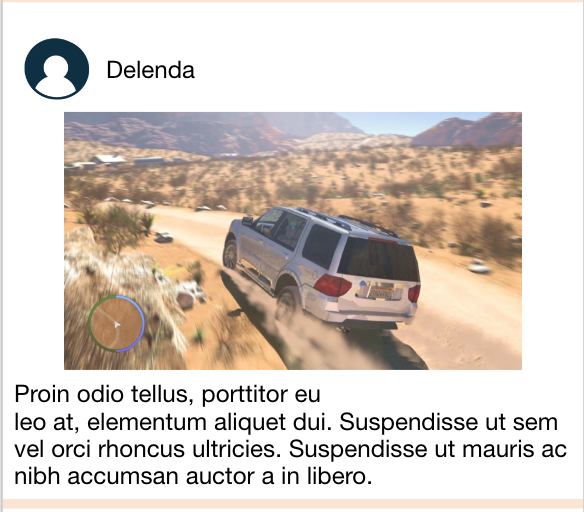 Delenda
Proin odio tellus, porttitor eu
leo at, elementum aliquet dui. Suspendisse ut sem
vel orci rhoncus ultricies. Suspendisse ut mauris ac
nibh accumsan auctor a in libero.